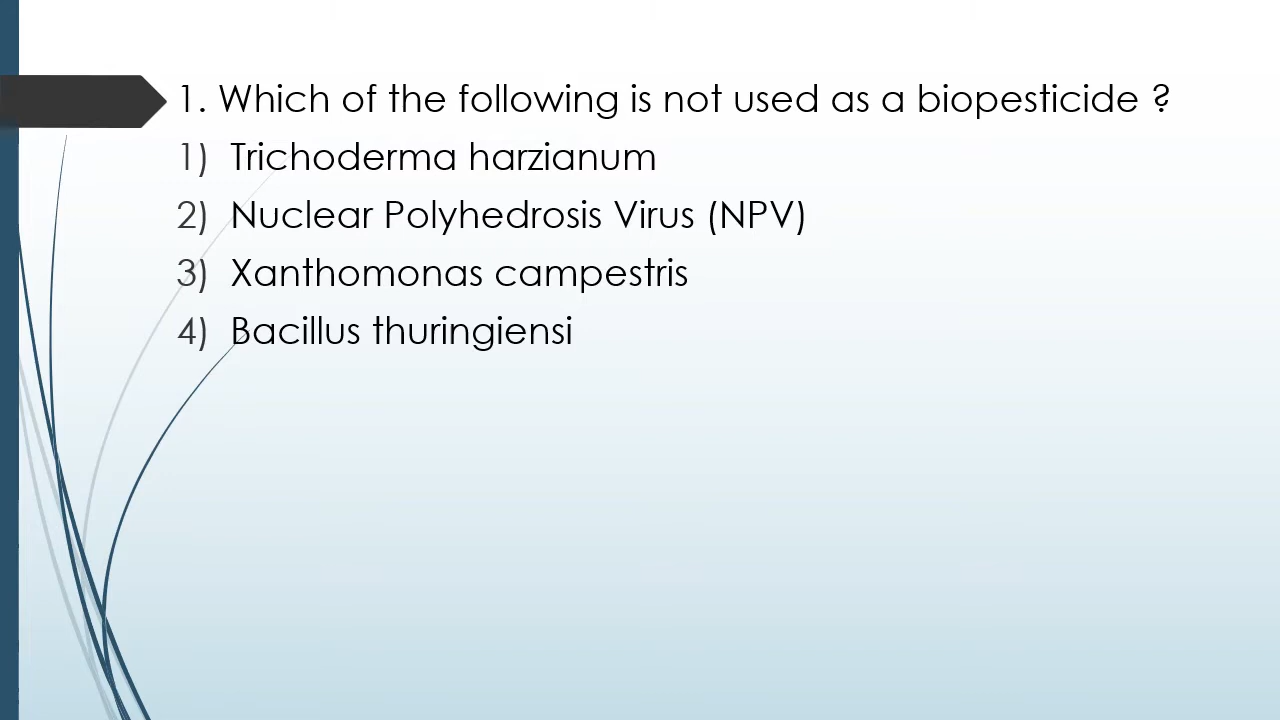 1. Which of the following is not used as a biopesticide ?
1) Trichoderma harzianum
2) Nuclear Polyhedrosis Virus (NPV)
3) Xanthomonas campestris
4) Bacillus thuringiensi